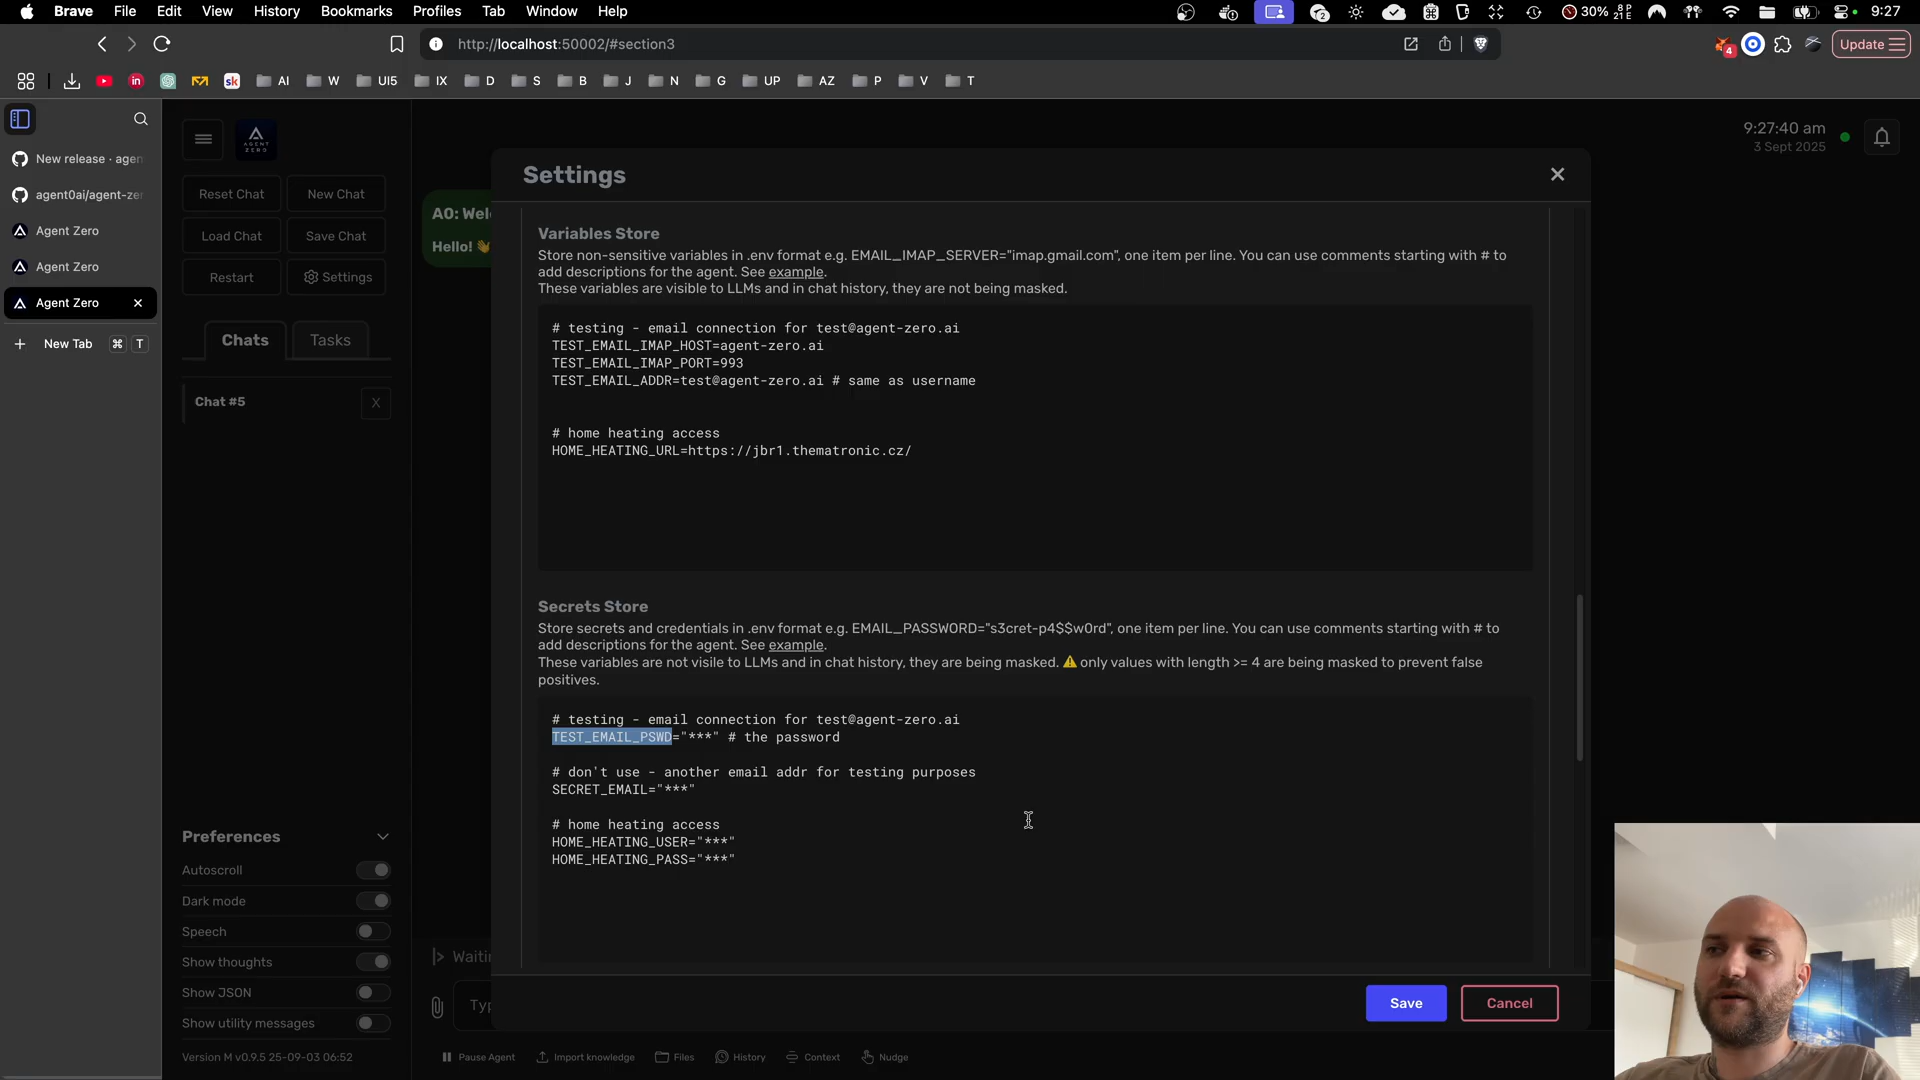 Brave File Edit View History Bookmarks Profiles Tab Window Help
2
30%
9:27
http://localhost:50002/#section3
4
Update
sk
AI
W
UI5
IX
D
S
B
J
N
G
UP
AZ
P
V
T
New release · agen
agent0ai/agent-zer
Agent Zero
Agent Zero
Agent Zero
New Tab ⌘ T
AGENT
ZERO
Reset Chat
New Chat
Load Chat
Save Chat
Restart
Settings
Chats
Tasks
Chat #5
X
Preferences
Autoscroll
Dark mode
Speech
Show thoughts
Show JSON
Show utility messages
Version M v0.9.5 25-09-03 06:52
A0: Wel
Hello! 👋
9:27:40 am
3 Sept 2025
Settings
Variables Store
Store non-sensitive variables in .env format e.g. EMAIL_IMAP_SERVER="imap.gmail.com", one item per line. You can use comments starting with # to
add descriptions for the agent. See example.
These variables are visible to LLMs and in chat history, they are not being masked.
# testing - email connection for test@agent-zero.ai
TEST_EMAIL_IMAP_HOST=agent-zero.ai
TEST_EMAIL_IMAP_PORT=993
TEST_EMAIL_ADDR=test@agent-zero.ai # same as username
# home heating access
HOME_HEATING_URL=https://jbr1.thematronic.cz/
Secrets Store
Store secrets and credentials in .env format e.g. EMAIL_PASSWORD="s3cret-p4$$w0rd", one item per line. You can use comments starting with # to
add descriptions for the agent. See example.
These variables are not visile to LLMs and in chat history, they are being masked. ⚠️ only values with length >= 4 are being masked to prevent false
positives.
# testing - email connection for test@agent-zero.ai
TEST_EMAIL_PSWD="***" # the password
# don't use - another email addr for testing purposes
SECRET_EMAIL="***"
# home heating access
HOME_HEATING_USER="***"
HOME_HEATING_PASS="***"
Save
Cancel
Waitin
Typ
Pause Agent
Import knowledge
Files
History
Context
Nudge